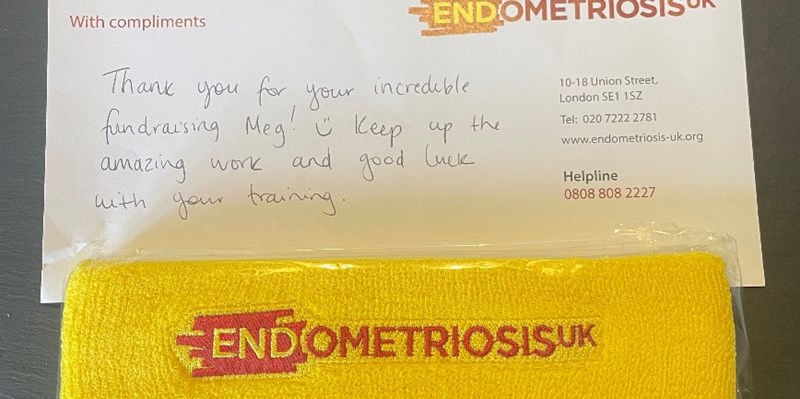 With compliments
ENDOMETRIOSIS UK
Thank you for your incredible
fundraising Meg! Keep up the
amazing work and good luck
with your training.
10-18 Union Street,
London SE1 1SZ
Tel: 020 7222 2781
www.endometriosis-uk.org
Helpline
0808 808 2227
ENDOMETRIOSIS UK